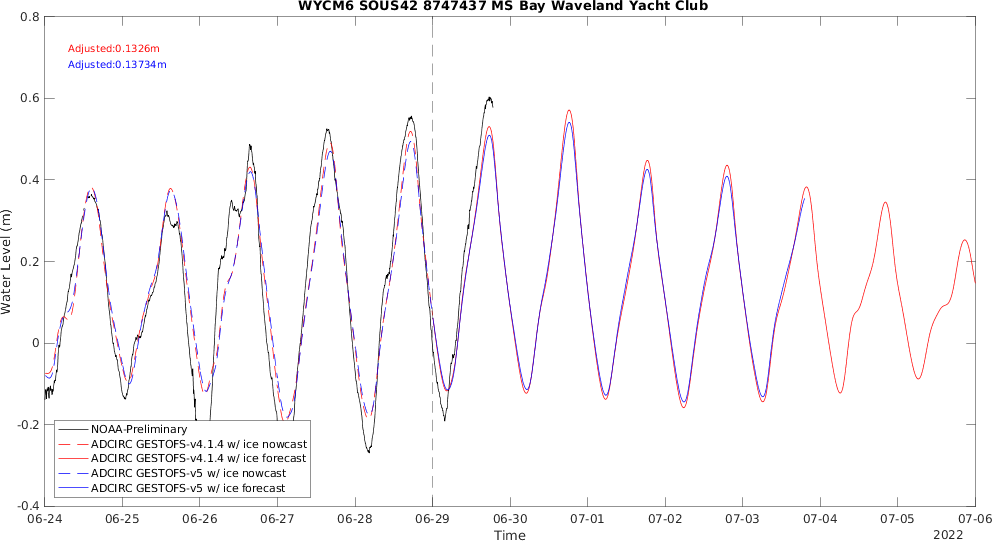 WYCM6 SOUS42 8747437 MS Bay Waveland Yacht Club
Adjusted:0.1326m
Adjusted:0.13734m
0.8
0.6
0.4
0.2
0
-0.2
-0.4
Water Level (m)
NOAA-Preliminary
ADCIRC GESTOFS-v4.1.4 w/ ice nowcast
ADCIRC GESTOFS-v4.1.4 w/ ice forecast
ADCIRC GESTOFS-v5 w/ ice nowcast
ADCIRC GESTOFS-v5 w/ ice forecast
06-24 06-25 06-26 06-27 06-28 06-29 06-30 07-01 07-02 07-03 07-04 07-05 07-06
Time
2022